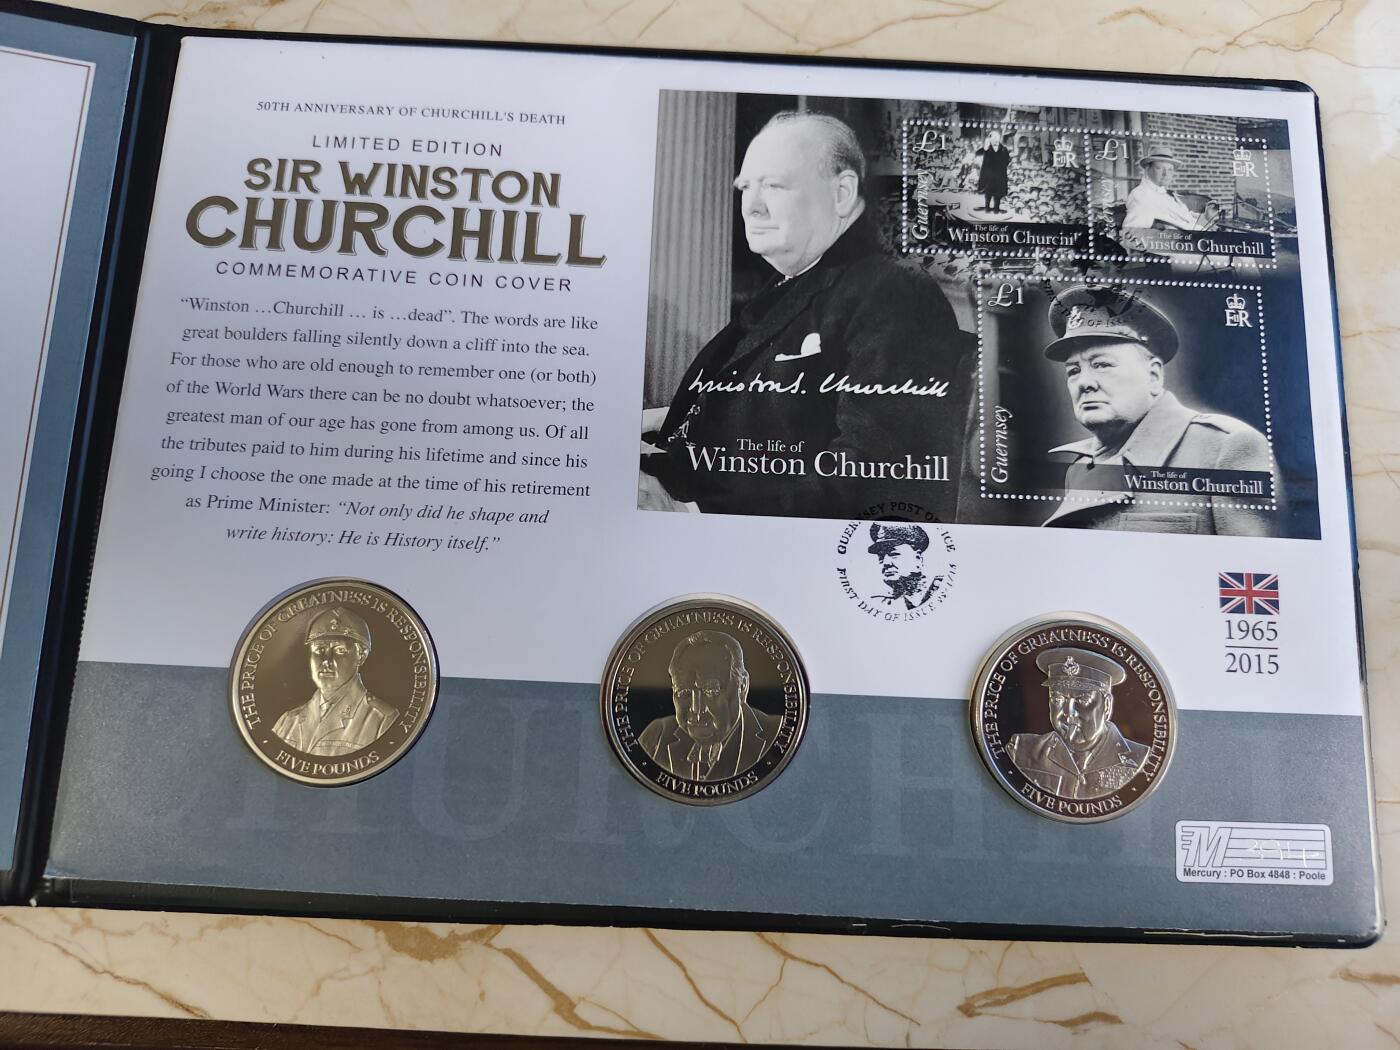 50TH ANNIVERSARY OF CHURCHILL'S DEATH
LIMITED EDITION
SIR WINSTON
CHURCHILL
COMMEMORATIVE COIN COVER
“Winston …Churchill … is …dead”. The words are like
great boulders falling silently down a cliff into the sea.
For those who are old enough to remember one (or both)
of the World Wars there can be no doubt whatsoever; the
greatest man of our age has gone from among us. Of all
the tributes paid to him during his lifetime and since his
going I choose the one made at the time of his retirement
as Prime Minister: “Not only did he shape and
write history: He is History itself.”
Winston S. Churchill
The life of
Winston Churchill
£1
EIIR
Guernsey
The life of
Winston Churchill
£1
EIIR
The life of
Winston Churchill
£1
EIIR
Guernsey
The life of
Winston Churchill
GUERNSEY POST OFFICE
FIRST DAY OF ISSUE
1965
2015
THE PRICE OF GREATNESS IS RESPONSIBILITY
FIVE POUNDS
THE PRICE OF GREATNESS IS RESPONSIBILITY
FIVE POUNDS
THE PRICE OF GREATNESS IS RESPONSIBILITY
FIVE POUNDS
CHURCHILL
M
Mercury : PO Box 4848 : Poole